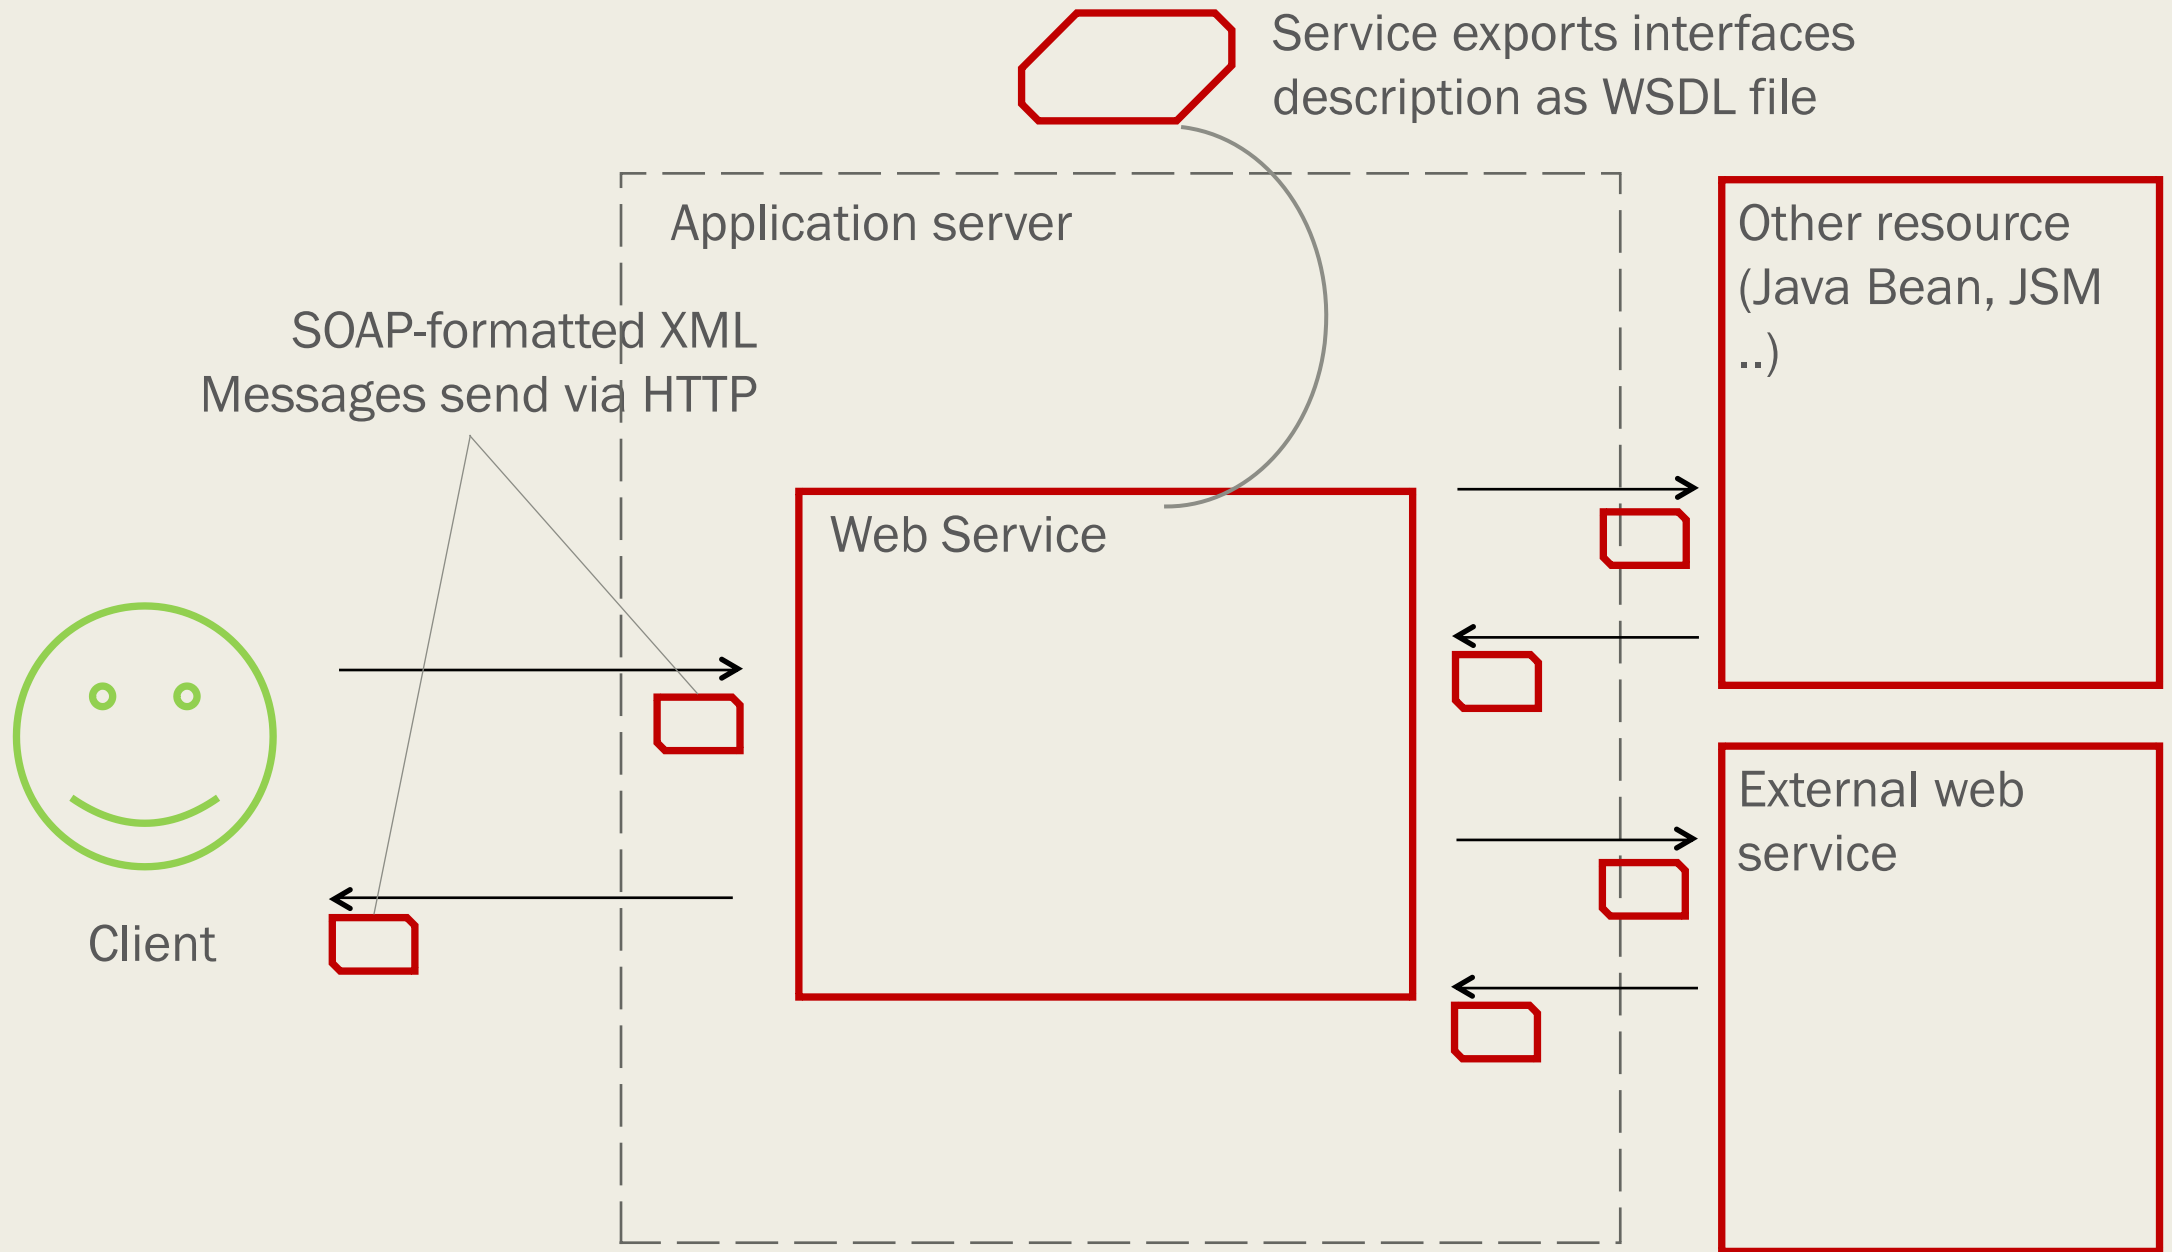 Service exports interfaces
description as WSDL file
Application server
Other resource
(Java Bean, JSM
..)
SOAP-formatted XML
Messages send via HTTP
Web Service
External web
service
Client